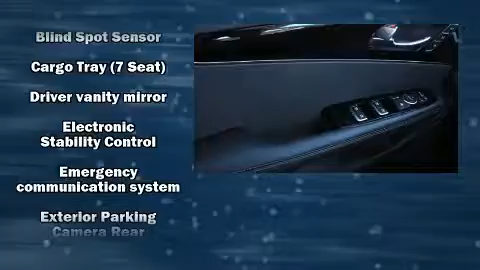 Blind Spot Sensor
Cargo Tray (7 Seat)
Driver vanity mirror
Electronic
Stability Control
Emergency
communication system
Exterior Parking
Camera Rear